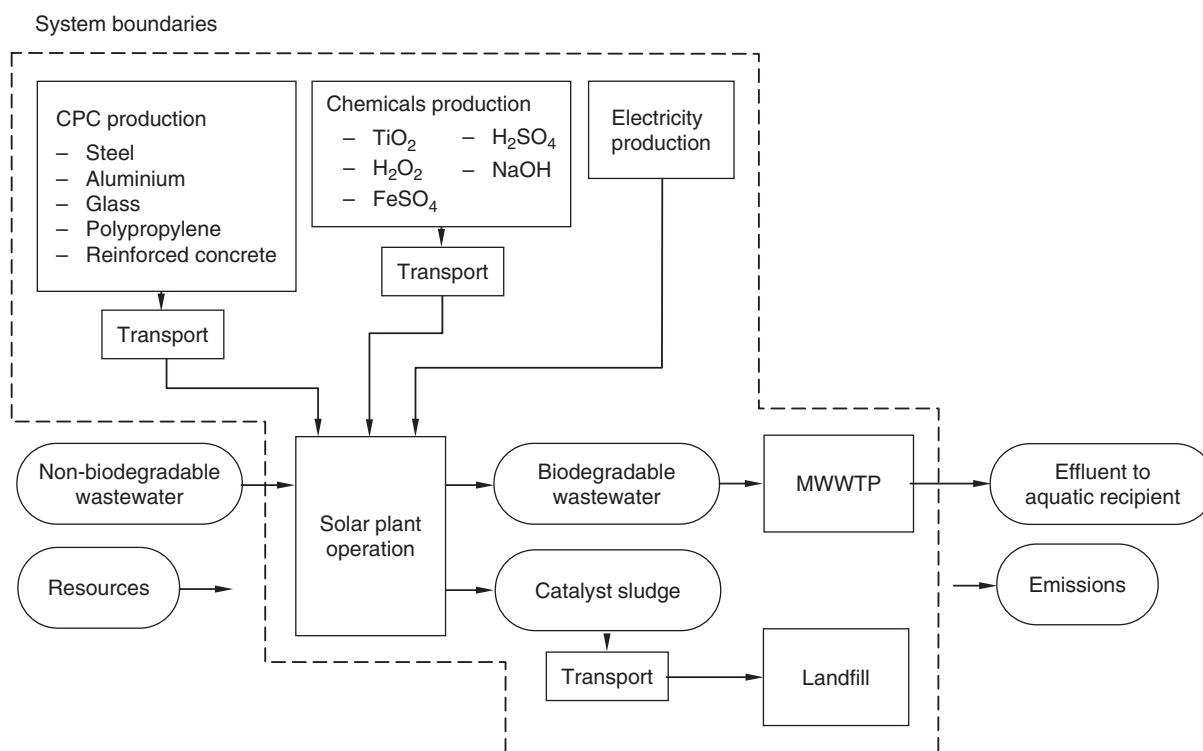 System boundaries
CPC production
– Steel
– Aluminium
– Glass
– Polypropylene
– Reinforced concrete
Chemicals production
– TiO₂
– H₂O₂
– FeSO₄
– H₂SO₄
– NaOH
Electricity
production
Transport
Transport
Non-biodegradable
wastewater
Resources
Solar plant
operation
Biodegradable
wastewater
MWWTP
Effluent to
aquatic recipient
Catalyst sludge
Emissions
Transport
Landfill